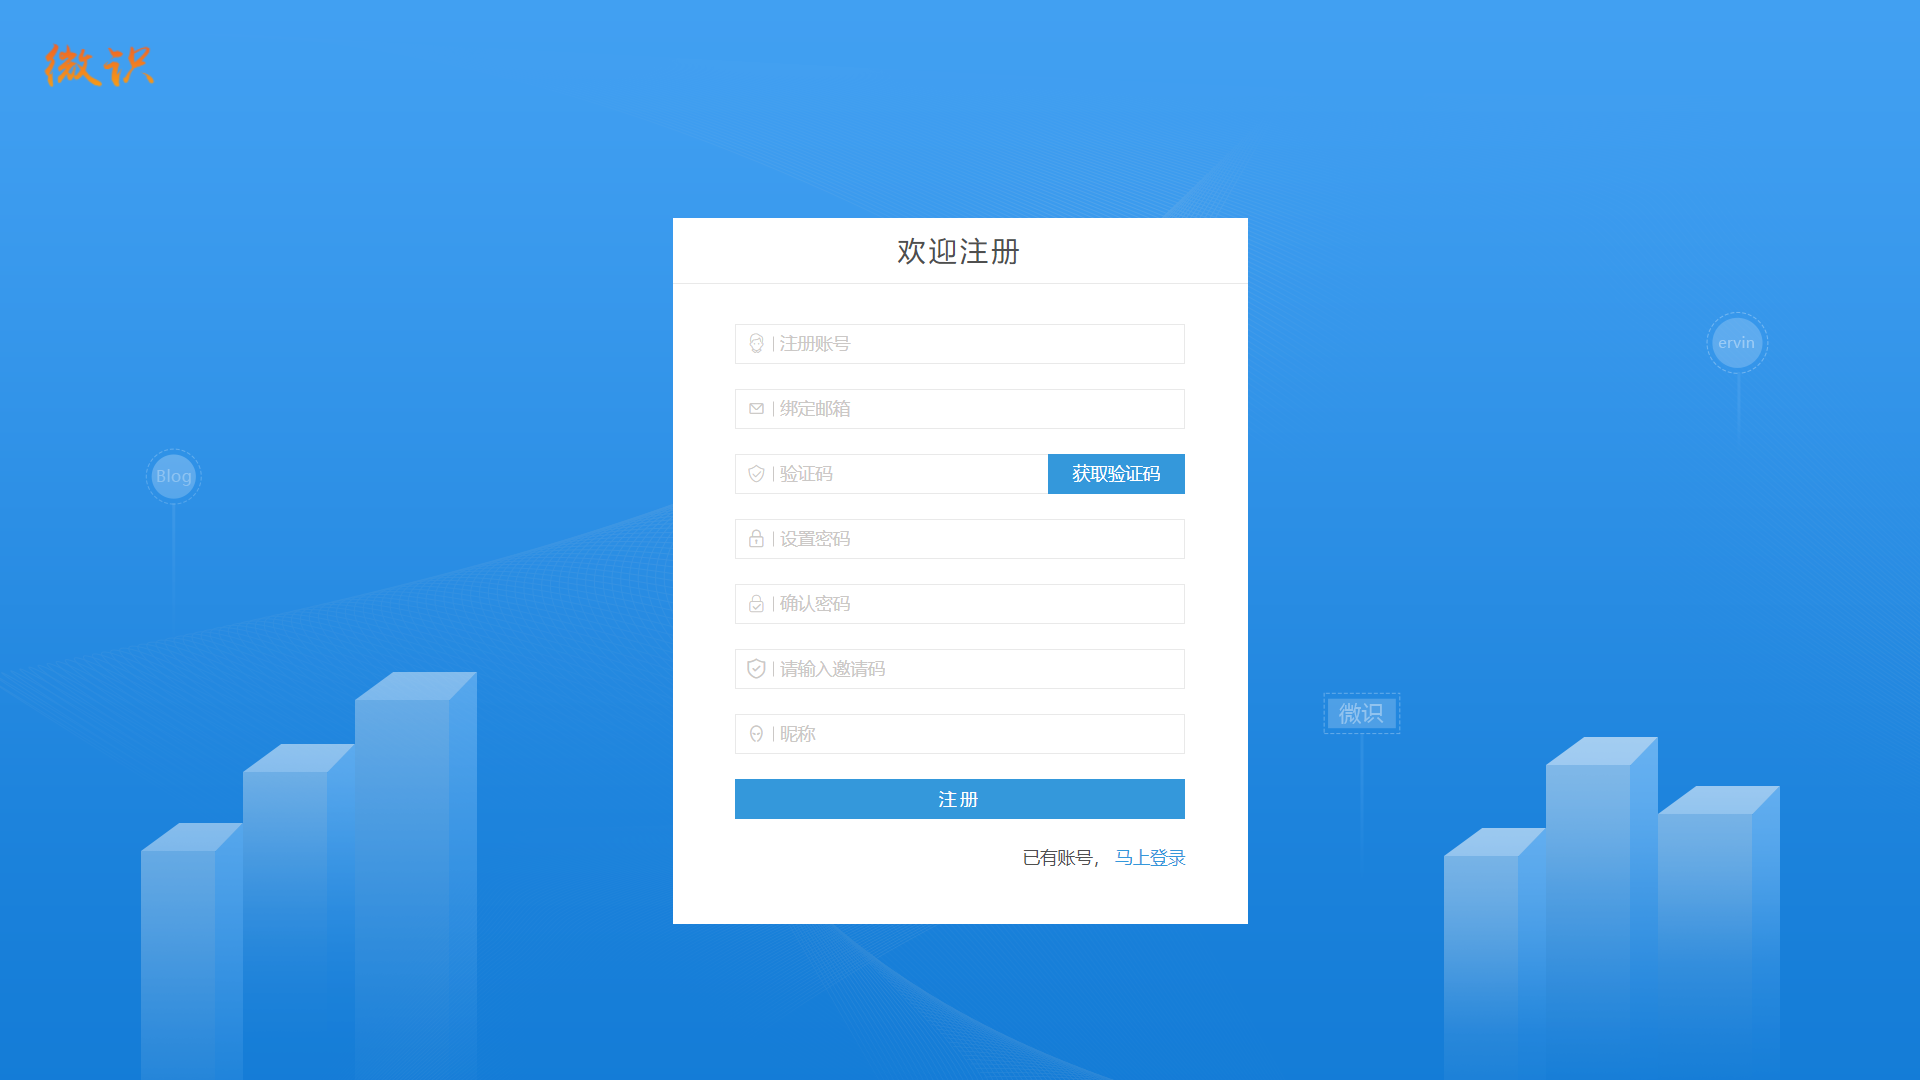 微识
欢迎注册
注册账号
ervin
绑定邮箱
验证码 获取验证码
Blog
设置密码
确认密码
请输入邀请码
微识
昵称
注册
已有账号， 马上登录